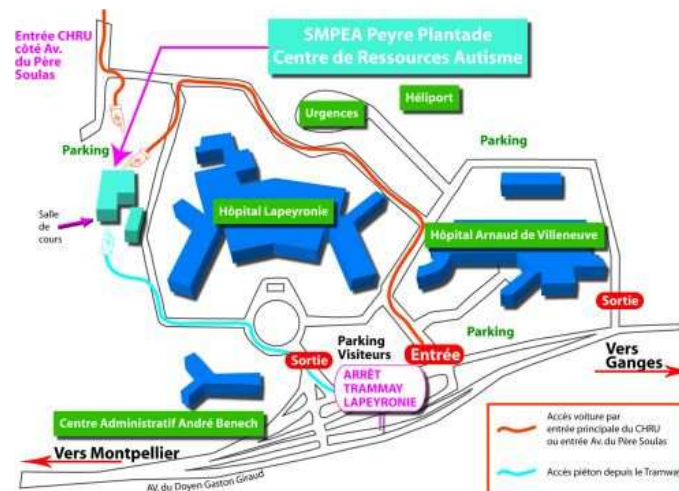 Entrée CHRU
côté Av.
du Père
Soulas
SMPEA Peyre Plantade
Centre de Ressources Autisme
Héliport
Urgences
Parking
Parking
Hôpital Lapeyronie
Salle
de
cours
Hôpital Arnaud de Villeneuve
Sortie
Parking
Parking
Visiteurs
Entrée
Sortie
Vers
Ganges
ARRÊT
TRAMMAY
LAPEYRONIE
Centre Administratif André Benech
Vers Montpellier
AV. du Doyen Gaston Giraud
Accès voiture par
entrée principale du CHRU
ou entrée Av. du Père Soulas
Accès piéton depuis le Tramway